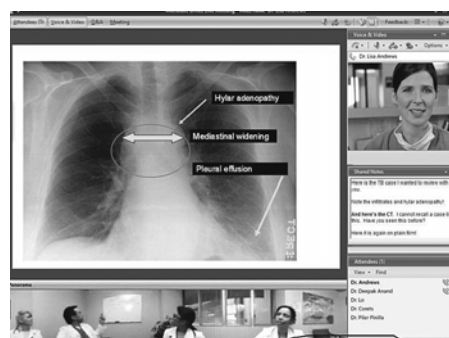 Attendees (5) Voice & Video Q&A Meeting Feedback
Voice & Video
Options
Dr. Lisa Andrews
Hylar adenopathy
Mediastinal widening
Pleural effusion
Shared Notes
Here is the TB case I wanted to review with
you.
Note the infiltrates and hylar adenopathy!
And here's the CT. I cannot recall a case
this. Have you seen this before?
Here it is again on plain film!
Attendees (5)
View Find
Dr. Andrews
Dr. Deepak Anand
Dr. Lo
Dr. Pilar Pinilla
Panorama